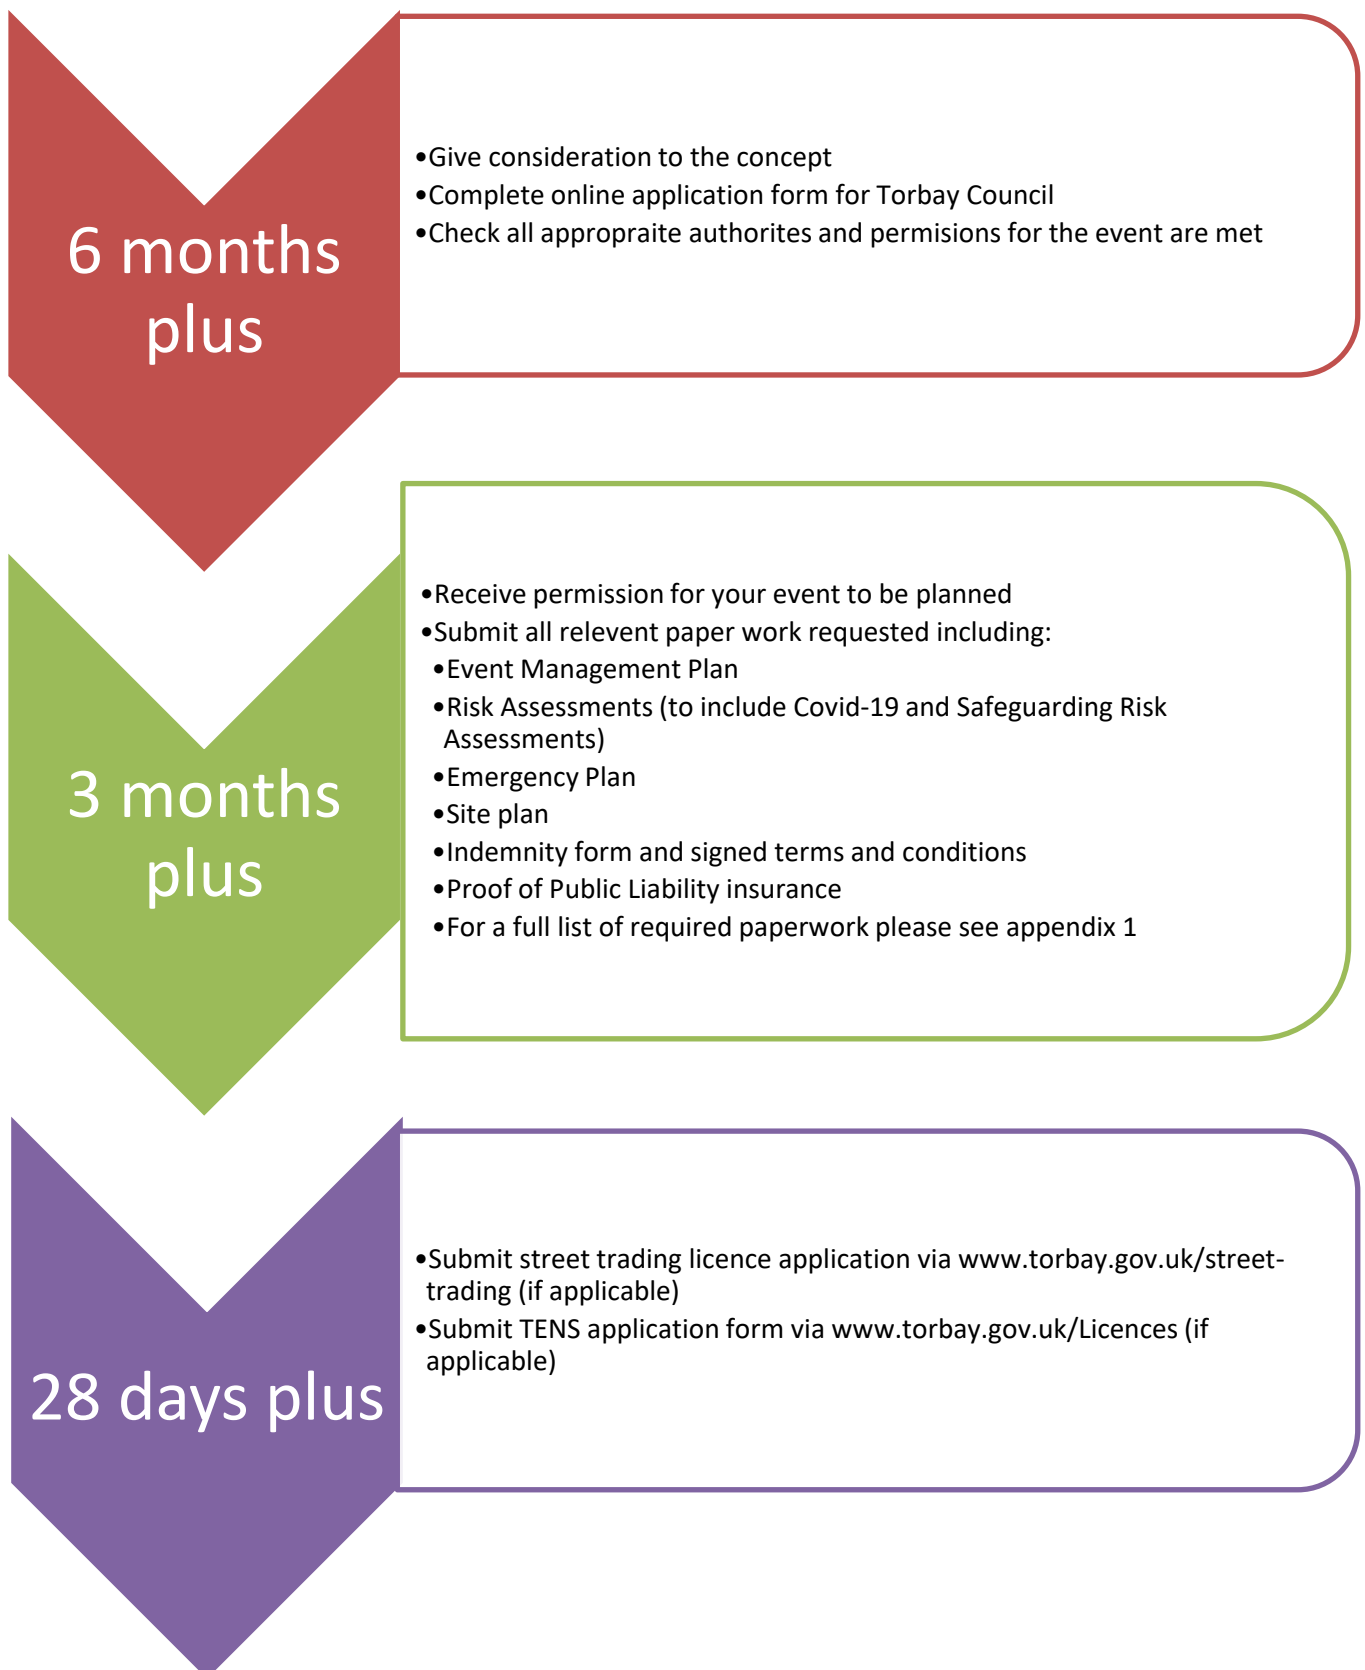 6 months
plus
•Give consideration to the concept
•Complete online application form for Torbay Council
•Check all appropraite authorites and permisions for the event are met
3 months
plus
•Receive permission for your event to be planned
•Submit all relevent paper work requested including:
•Event Management Plan
•Risk Assessments (to include Covid-19 and Safeguarding Risk
Assessments)
•Emergency Plan
•Site plan
•Indemnity form and signed terms and conditions
•Proof of Public Liability insurance
•For a full list of required paperwork please see appendix 1
28 days plus
•Submit street trading licence application via www.torbay.gov.uk/street-
trading (if applicable)
•Submit TENS application form via www.torbay.gov.uk/Licences (if
applicable)